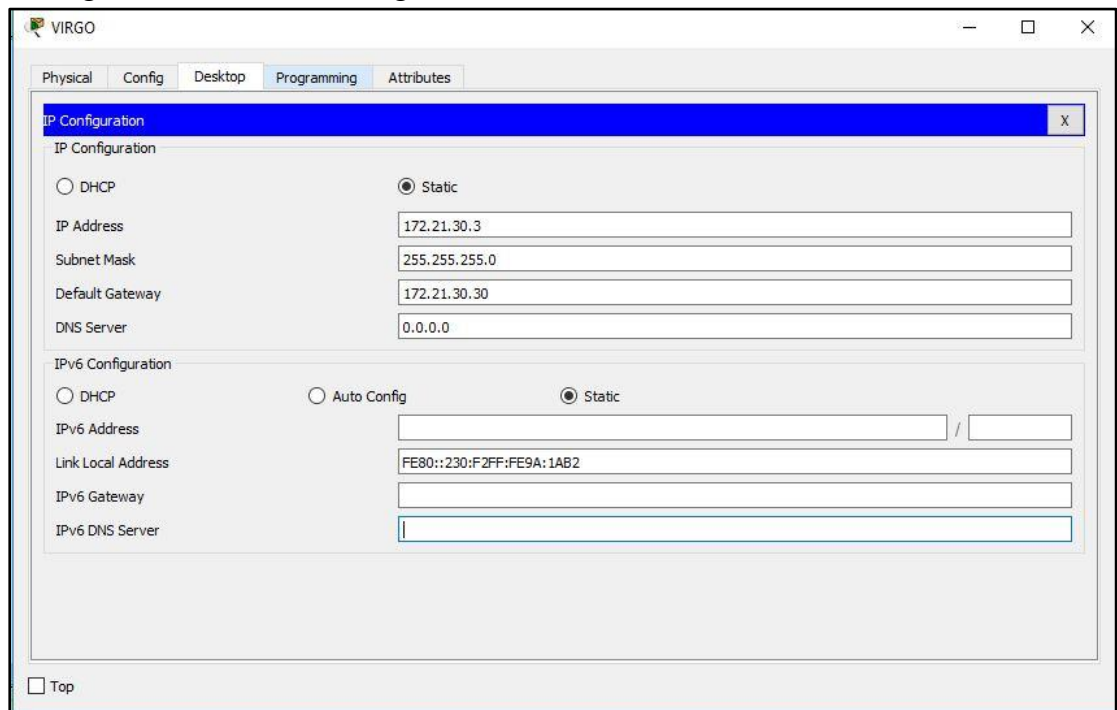 VIRGO
Physical Config Desktop Programming Attributes
IP Configuration X
IP Configuration
DHCP Static
IP Address 172.21.30.3
Subnet Mask 255.255.255.0
Default Gateway 172.21.30.30
DNS Server 0.0.0.0
IPv6 Configuration
DHCP Auto Config Static
IPv6 Address /
Link Local Address FE80::230:F2FF:FE9A:1AB2
IPv6 Gateway
IPv6 DNS Server
Top